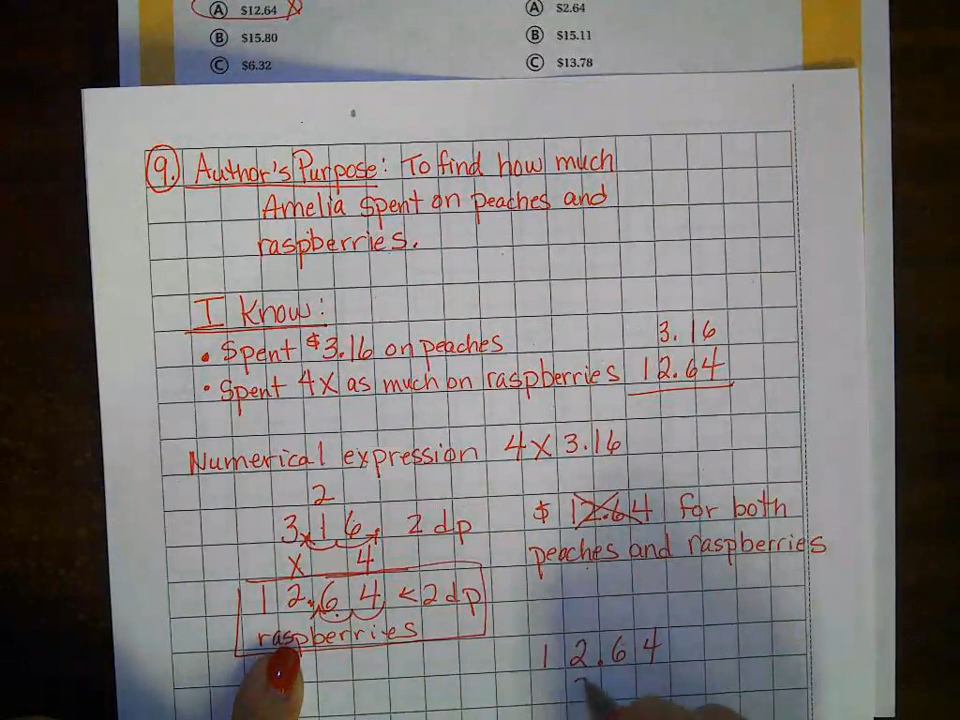 A $12.64
B $15.80
C $6.32
A $2.64
B $15.11
C $13.78
9. Author's Purpose: To find how much
Amelia spent on peaches and
raspberries.
I Know:
• Spent $3.16 on peaches 3.16
• Spent 4x as much on raspberries 12.64
Numerical expression 4 x 3.16
2
3.16. 2 dp
x 4
12.64 < 2 dp
raspberries
$ 12.64 for both
peaches and raspberries
12.64